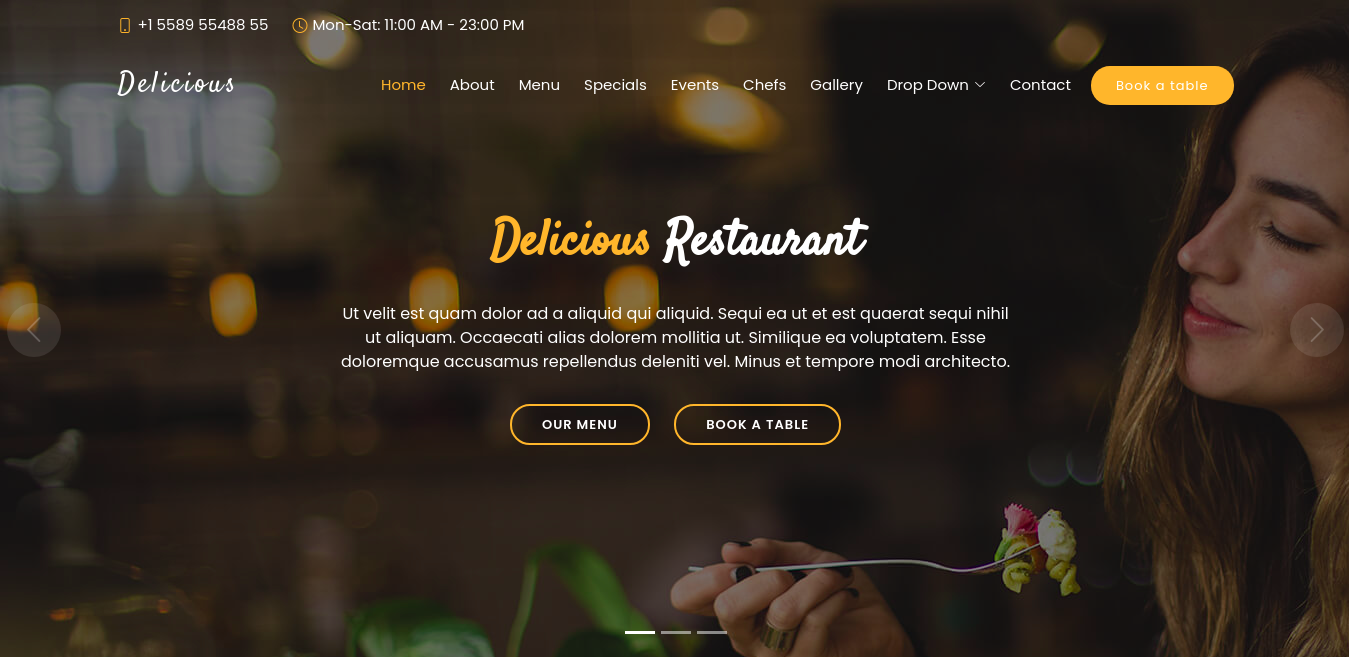 +1 5589 55488 55 Mon-Sat: 11:00 AM - 23:00 PM
Delicious Home About Menu Specials Events Chefs Gallery Drop Down Contact Book a table
Delicious Restaurant
Ut velit est quam dolor ad a aliquid qui aliquid. Sequi ea ut et est quaerat sequi nihil
ut aliquam. Occaecati alias dolorem mollitia ut. Similique ea voluptatem. Esse
doloremque accusamus repellendus deleniti vel. Minus et tempore modi architecto.
OUR MENU BOOK A TABLE